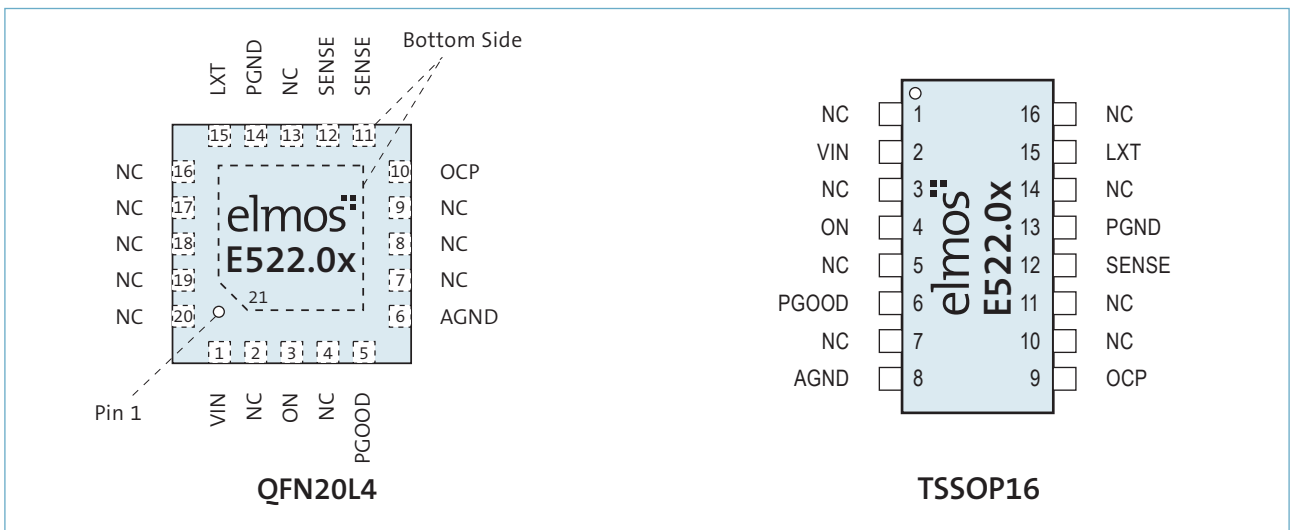 Bottom Side
LXT
PGND
NC
SENSE
SENSE
15
14
13
12
11
NC
16
NC
17
NC
18
NC
19
NC
20
10
OCP
9
NC
8
NC
7
NC
6
AGND
elmos
E522.0x
21
1
2
3
4
5
VIN
NC
ON
NC
PGOOD
Pin 1
QFN20L4
NC 1
VIN 2
NC 3
ON 4
NC 5
PGOOD 6
NC 7
AGND 8
elmos
E522.0x
16 NC
15 LXT
14 NC
13 PGND
12 SENSE
11 NC
10 NC
9 OCP
TSSOP16